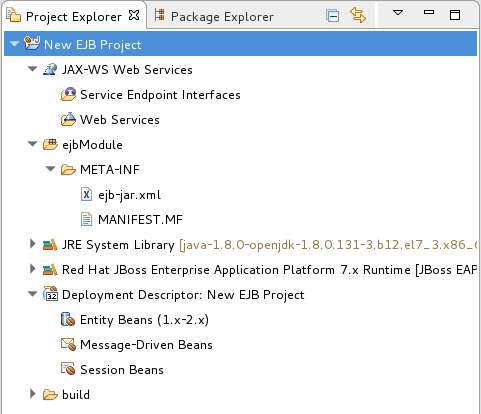 Project Explorer Package Explorer
New EJB Project
JAX-WS Web Services
Service Endpoint Interfaces
Web Services
ejbModule
META-INF
ejb-jar.xml
MANIFEST.MF
JRE System Library [java-1.8.0-openjdk-1.8.0.131-3.b12.el7_3.x86_
Red Hat JBoss Enterprise Application Platform 7.x Runtime [JBoss EAP
Deployment Descriptor: New EJB Project
Entity Beans (1.x-2.x)
Message-Driven Beans
Session Beans
build